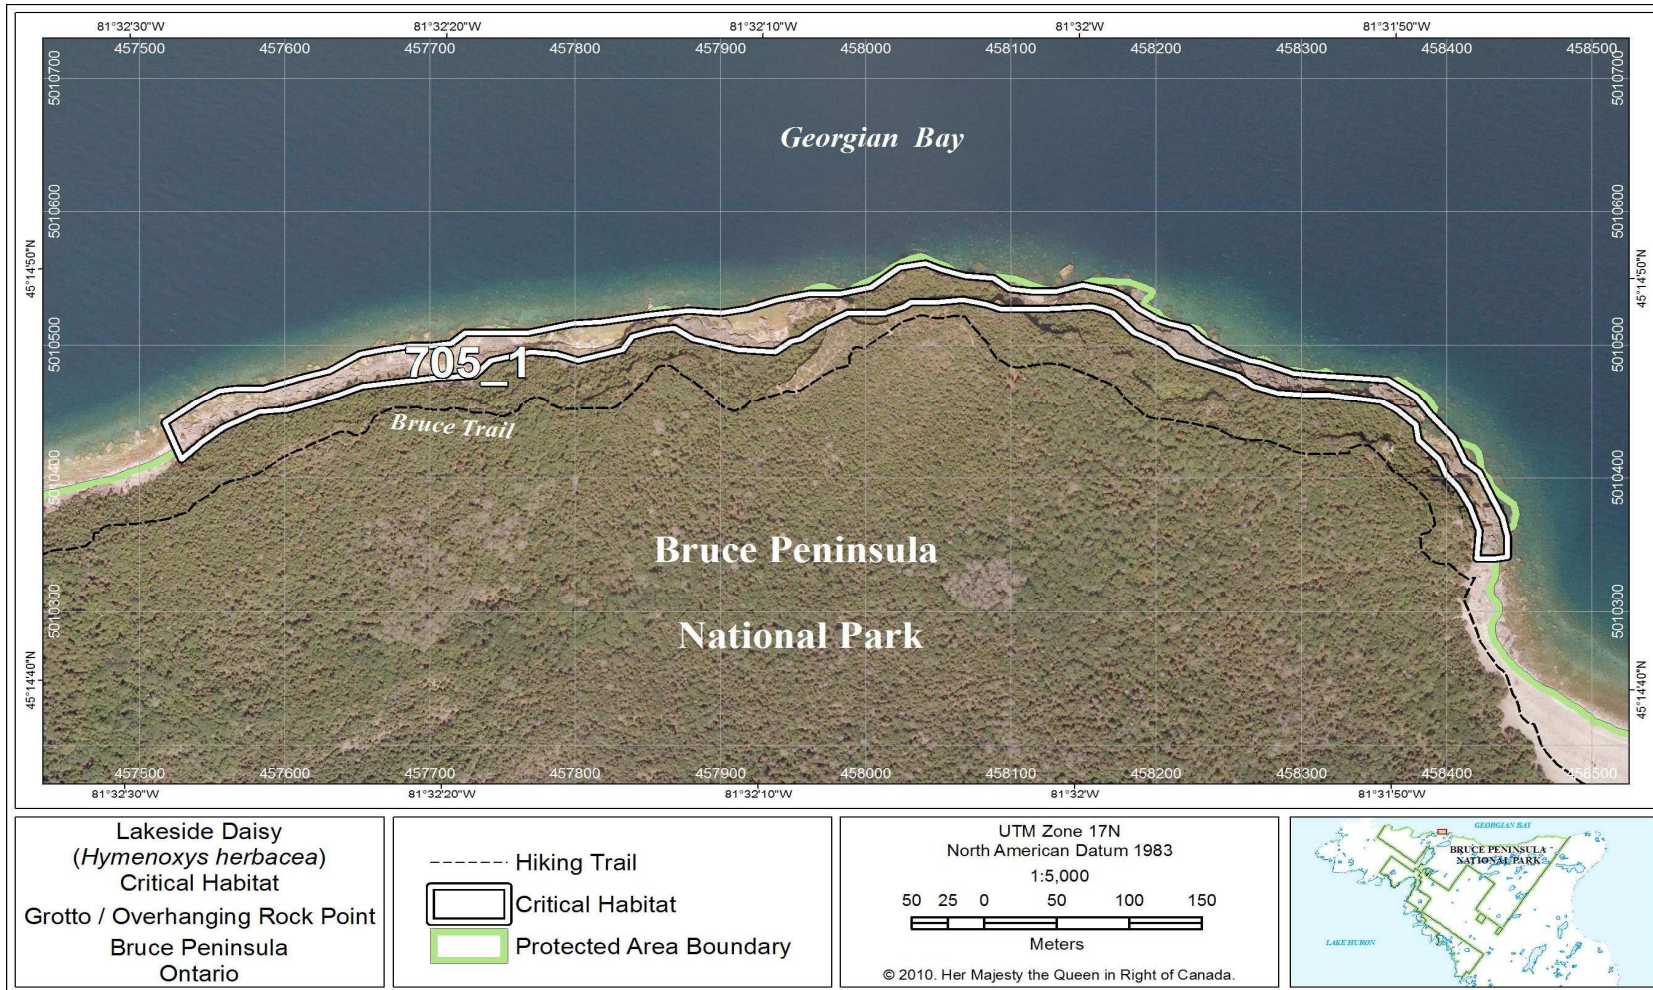 81°32'30"W 81°32'20"W 81°32'10"W 81°32'W 81°31'50"W
457500 457600 457700 457800 457900 458000 458100 458200 458300 458400 458500
5010700 5010700
Georgian Bay
5010600 5010600
45°14'50"N 45°14'50"N
5010500 5010500
705_1
Bruce Trail
5010400 5010400
Bruce Peninsula
National Park
5010300 5010300
45°14'40"N 45°14'40"N
457500 457600 457700 457800 457900 458000 458100 458200 458300 458400 458500
81°32'30"W 81°32'20"W 81°32'10"W 81°32'W 81°31'50"W
Lakeside Daisy
(Hymenoxys herbacea)
Critical Habitat
Grotto / Overhanging Rock Point
Bruce Peninsula
Ontario
Hiking Trail
Critical Habitat
Protected Area Boundary
UTM Zone 17N
North American Datum 1983
1:5,000
50 25 0 50 100 150
Meters
© 2010. Her Majesty the Queen in Right of Canada.
GEORGIAN BAY
BRUCE PENINSULA
NATIONAL PARK
LAKE HURON